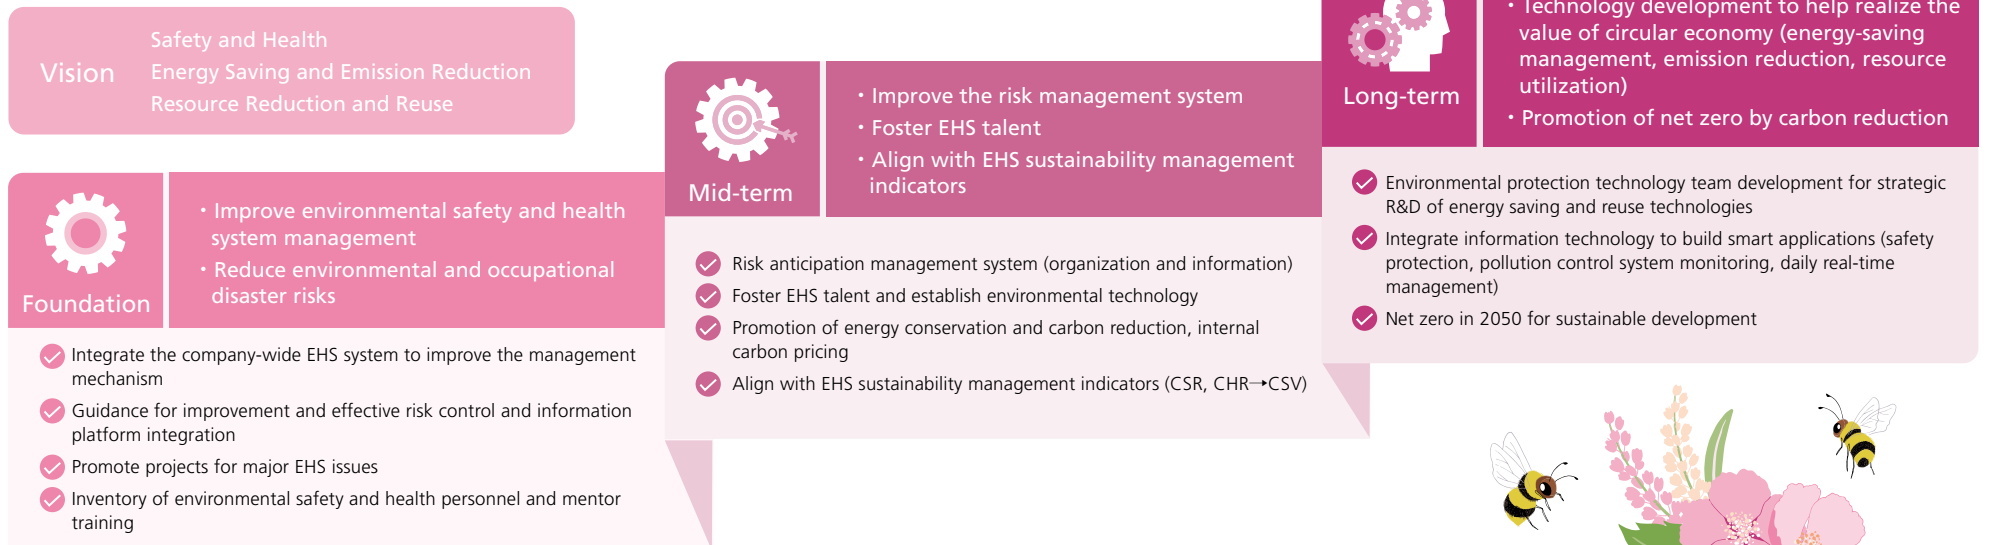 Vision
Safety and Health
Energy Saving and Emission Reduction
Resource Reduction and Reuse
Foundation
• Improve environmental safety and health
system management
• Reduce environmental and occupational
disaster risks
Integrate the company-wide EHS system to improve the management
mechanism
Guidance for improvement and effective risk control and information
platform integration
Promote projects for major EHS issues
Inventory of environmental safety and health personnel and mentor
training
Mid-term
• Improve the risk management system
• Foster EHS talent
• Align with EHS sustainability management
indicators
Risk anticipation management system (organization and information)
Foster EHS talent and establish environmental technology
Promotion of energy conservation and carbon reduction, internal
carbon pricing
Align with EHS sustainability management indicators (CSR, CHR→CSV)
Long-term
• Technology development to help realize the
value of circular economy (energy-saving
management, emission reduction, resource
utilization)
• Promotion of net zero by carbon reduction
Environmental protection technology team development for strategic
R&D of energy saving and reuse technologies
Integrate information technology to build smart applications (safety
protection, pollution control system monitoring, daily real-time
management)
Net zero in 2050 for sustainable development